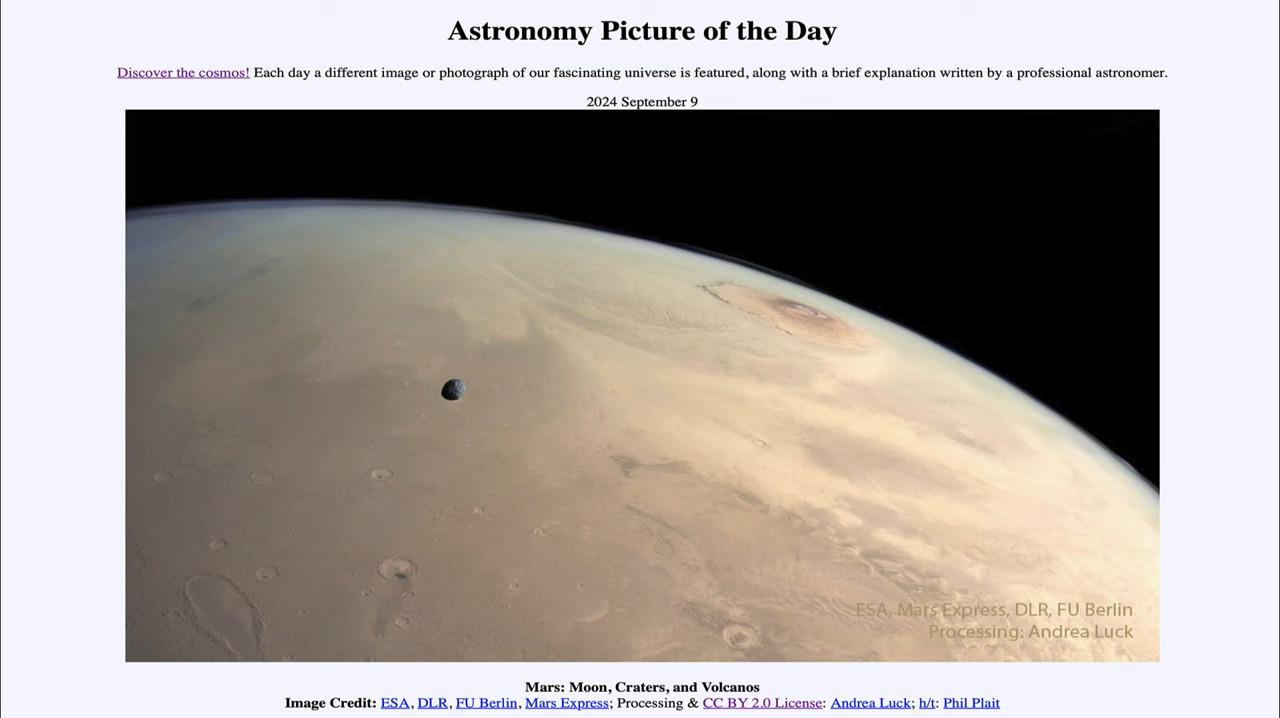 Astronomy Picture of the Day
Discover the cosmos! Each day a different image or photograph of our fascinating universe is featured, along with a brief explanation written by a professional astronomer.
2024 September 9
ESA, Mars Express, DLR, FU Berlin
Processing: Andrea Luck
Mars: Moon, Craters, and Volcanos
Image Credit: ESA, DLR, FU Berlin, Mars Express; Processing & CC BY 2.0 License: Andrea Luck; h/t: Phil Plait